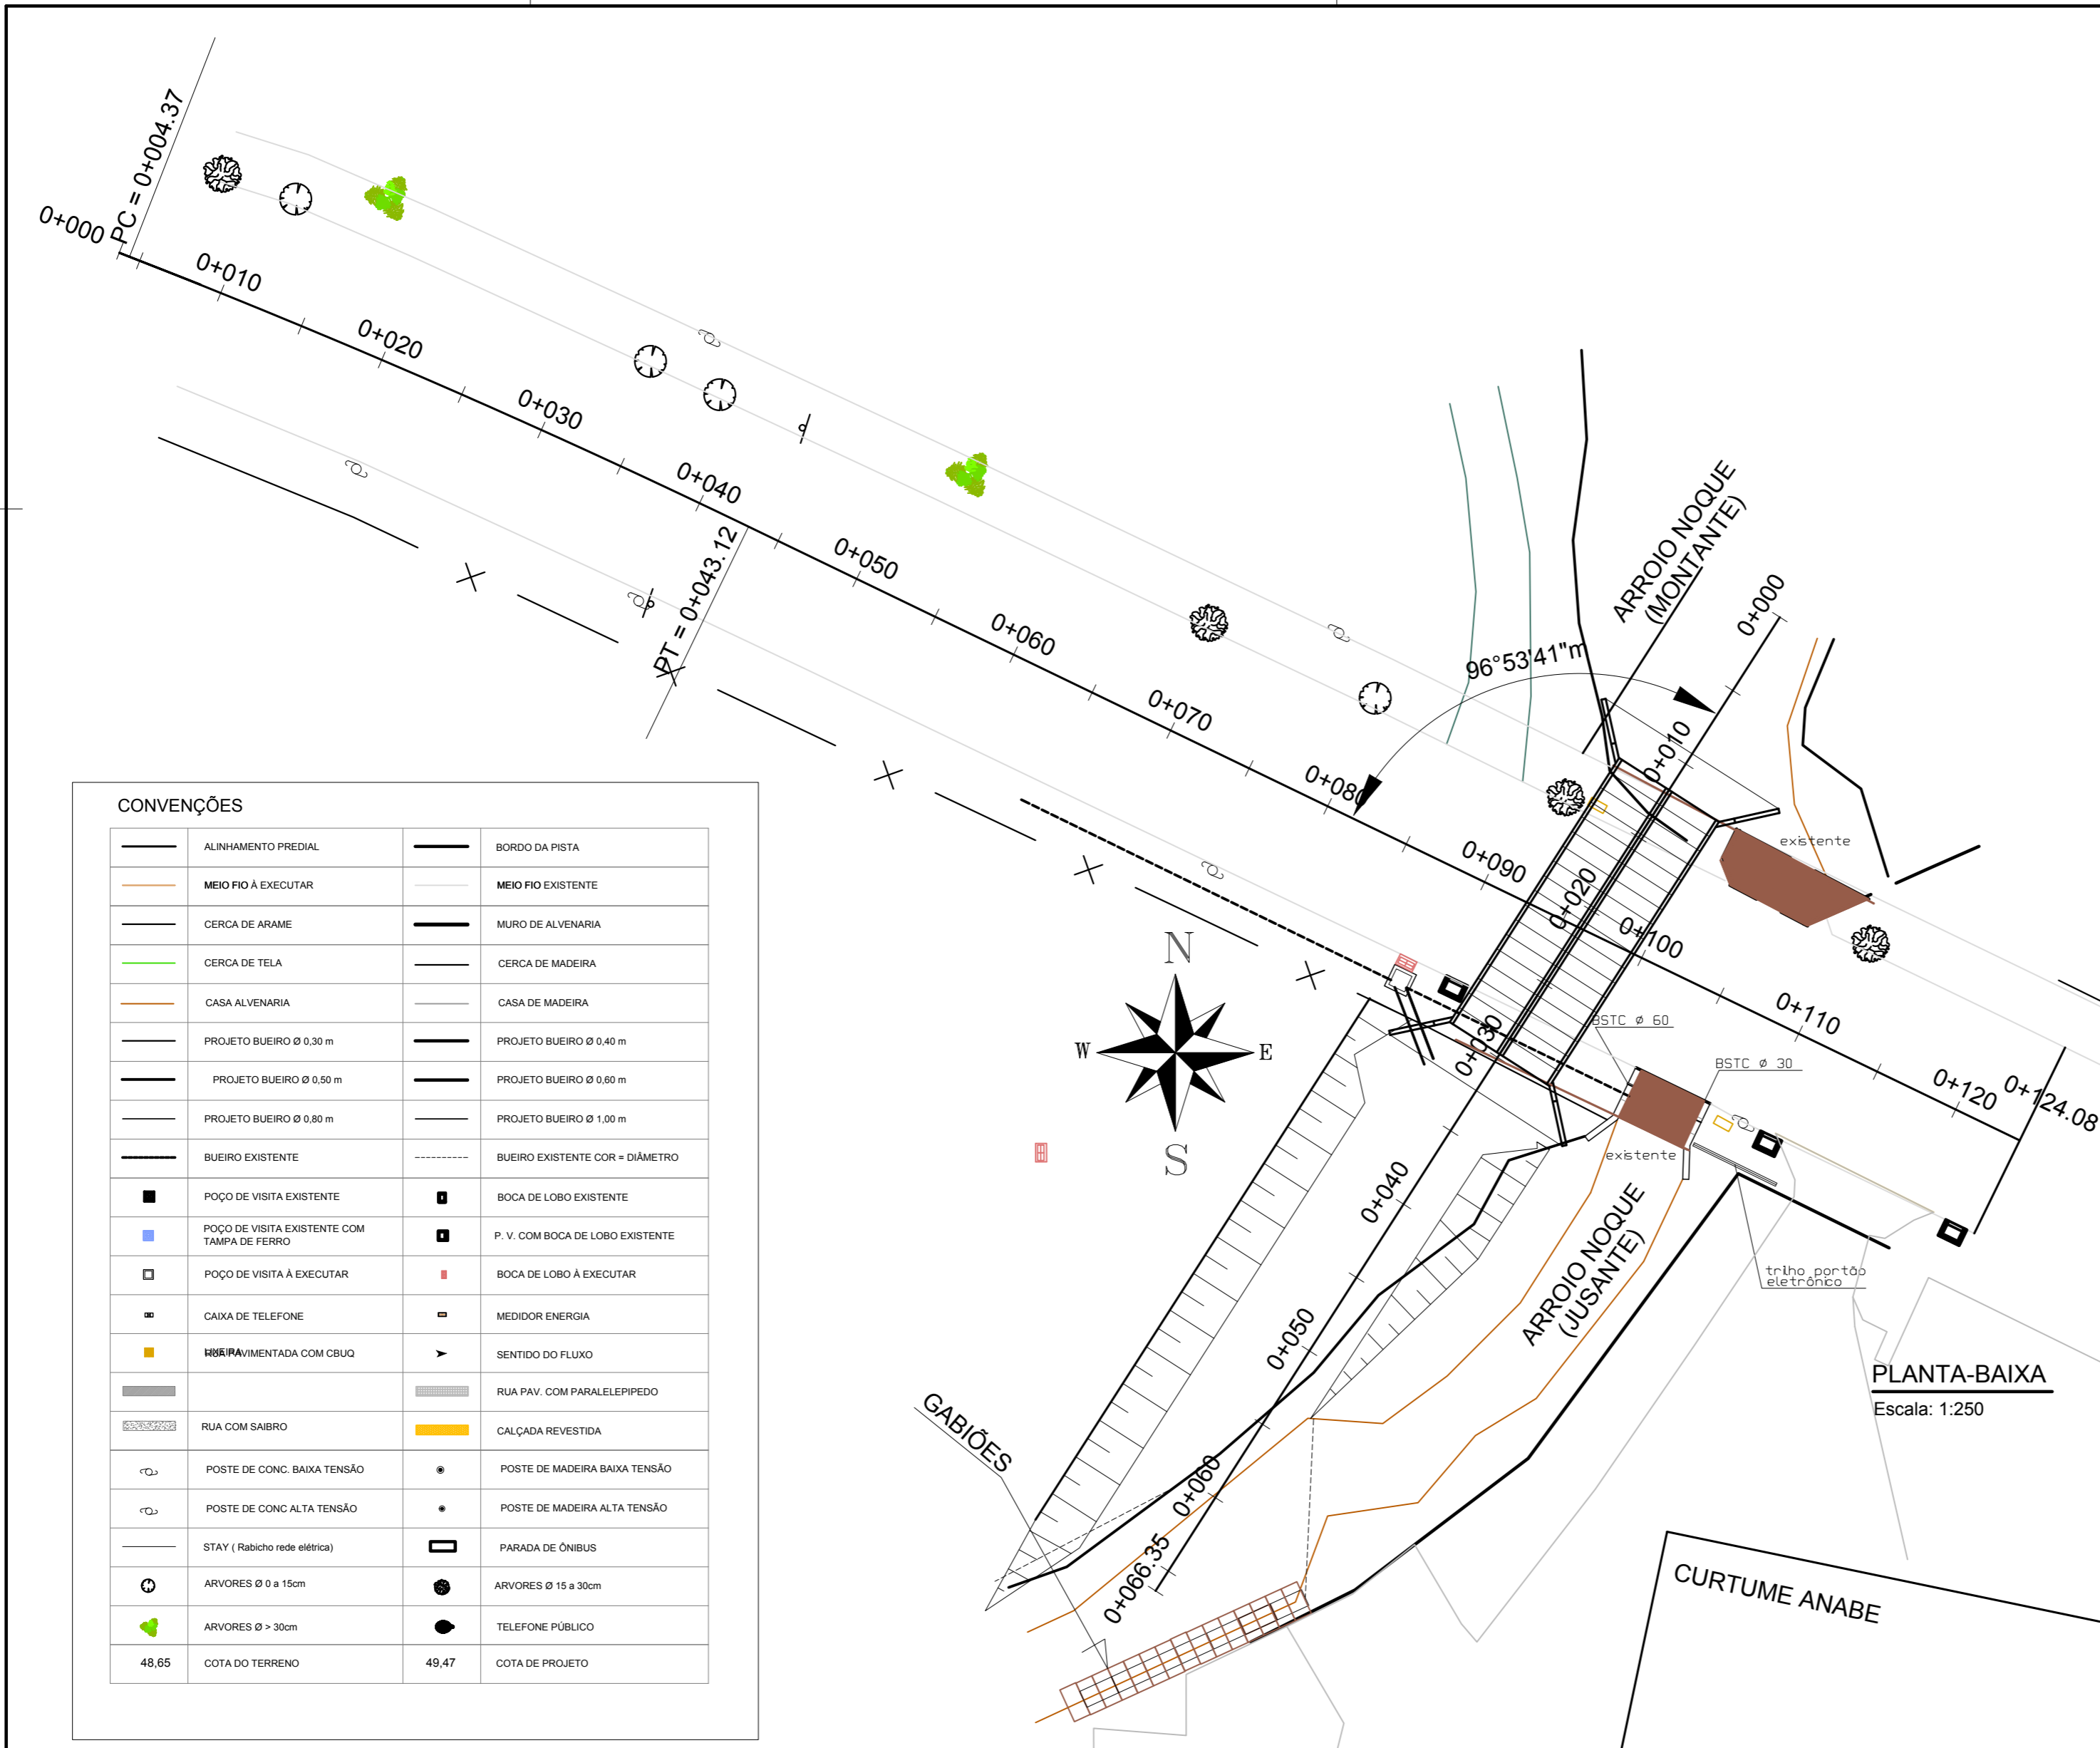 PC = 0+004.37
0+000
0+010
0+020
0+030
0+040
PT = 0+043.12
0+050
0+060
0+070
0+080
0+090
0+100
0+110
0+120
0+124.08
ARROIO NOQUE
(MONTANTE)
96°53'41"m
0+000
0+010
0+020
0+030
0+040
0+050
0+060
0+066.35
existente
BSTC ø 60
BSTC ø 30
existente
ARROIO NOQUE
(JUSANTE)
trilho portão
eletrônico
GABIÕES
N
W
E
S
PLANTA-BAIXA
Escala: 1:250
CURTUME ANABE
CONVENÇÕES
ALINHAMENTO PREDIAL
BORDO DA PISTA
MEIO FIO À EXECUTAR
MEIO FIO EXISTENTE
CERCA DE ARAME
MURO DE ALVENARIA
CERCA DE TELA
CERCA DE MADEIRA
CASA ALVENARIA
CASA DE MADEIRA
PROJETO BUEIRO Ø 0,30 m
PROJETO BUEIRO Ø 0,40 m
PROJETO BUEIRO Ø 0,50 m
PROJETO BUEIRO Ø 0,60 m
PROJETO BUEIRO Ø 0,80 m
PROJETO BUEIRO Ø 1,00 m
BUEIRO EXISTENTE
BUEIRO EXISTENTE COR = DIÂMETRO
POÇO DE VISITA EXISTENTE
BOCA DE LOBO EXISTENTE
POÇO DE VISITA EXISTENTE COM
TAMPA DE FERRO
P. V. COM BOCA DE LOBO EXISTENTE
POÇO DE VISITA À EXECUTAR
BOCA DE LOBO À EXECUTAR
CAIXA DE TELEFONE
MEDIDOR ENERGIA
LIXEIRA
RUA PAVIMENTADA COM CBUQ
SENTIDO DO FLUXO
RUA PAV. COM PARALELEPIPEDO
RUA COM SAIBRO
CALÇADA REVESTIDA
POSTE DE CONC. BAIXA TENSÃO
POSTE DE MADEIRA BAIXA TENSÃO
POSTE DE CONC ALTA TENSÃO
POSTE DE MADEIRA ALTA TENSÃO
STAY ( Rabicho rede elétrica)
PARADA DE ÔNIBUS
ARVORES Ø 0 a 15cm
ARVORES Ø 15 a 30cm
ARVORES Ø > 30cm
TELEFONE PÚBLICO
48,65
COTA DO TERRENO
49,47
COTA DE PROJETO